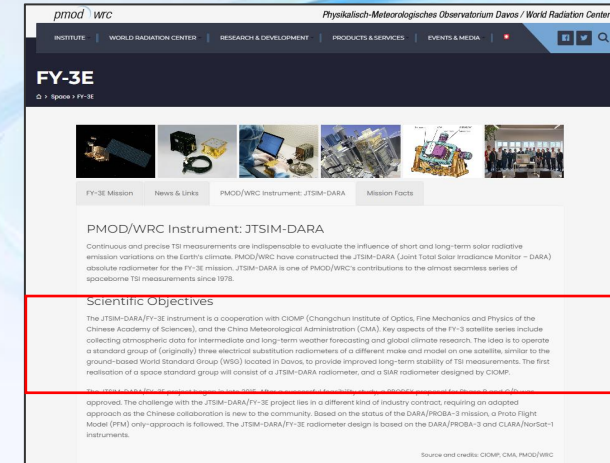 pmod wrc
Physikalisch-Meteorologisches Observatorium Davos / World Radiation Center
INSTITUTE WORLD RADIATION CENTER RESEARCH & DEVELOPMENT PRODUCTS & SERVICES EVENTS & MEDIA
FY-3E
> Space > FY-3E
FY-3E Mission News & Links PMOD/WRC Instrument: JTSIM-DARA Mission Facts
PMOD/WRC Instrument: JTSIM-DARA
Continuous and precise TSI measurements are indispensable to evaluate the influence of short and long-term solar radiative
emission variations on the Earth's climate. PMOD/WRC have constructed the JTSIM-DARA (Joint Total Solar Irradiance Monitor – DARA)
absolute radiometer for the FY-3E mission. JTSIM-DARA is one of PMOD/WRC's contributions to the almost seamless series of
spaceborne TSI measurements since 1978.
Scientific Objectives
The JTSIM-DARA/FY-3E instrument is a cooperation with CIOMP (Changchun Institute of Optics, Fine Mechanics and Physics of the
Chinese Academy of Sciences), and the China Meteorological Administration (CMA). Key aspects of the FY-3 satellite series include
collecting atmospheric data for intermediate and long-term weather forecasting and global climate research. The idea is to operate
a standard group of (originally) three electrical substitution radiometers of a different make and model on one satellite, similar to the
ground-based World Standard Group (WSG) located in Davos, to provide improved long-term stability of TSI measurements. The first
realisation of a space standard group will consist of a JTSIM-DARA radiometer, and a SIAR radiometer designed by CIOMP.
The JTSIM-DARA/FY-3E project began in late 2015. After a successful feasibility study, a PRODEX proposal for Phase B and C/D was
approved. The challenge with the JTSIM-DARA/FY-3E project lies in a different kind of industry contract, requiring an adapted
approach as the Chinese collaboration is new to the community. Based on the status of the DARA/PROBA-3 mission, a Proto Flight
Model (PFM) only-approach is followed. The JTSIM-DARA/FY-3E radiometer design is based on the DARA/PROBA-3 and CLARA/NorSat-1
instruments.
Source and credits: CIOMP, CMA, PMOD/WRC